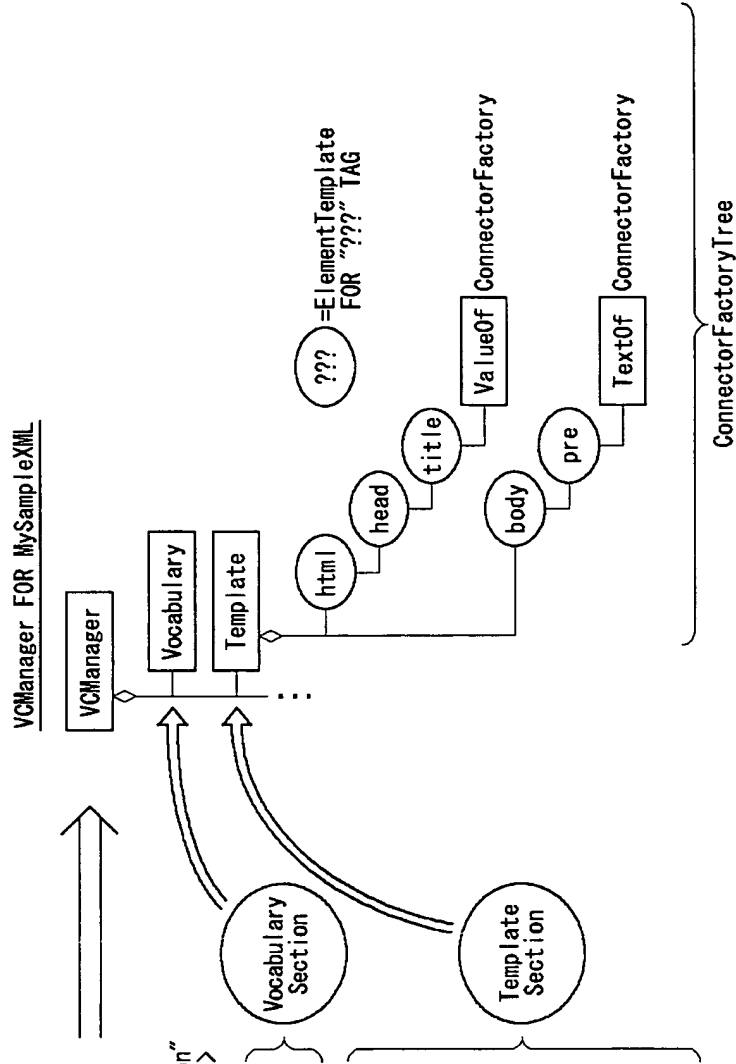 VCManager FOR MySampleXML
VCManager
Vocabulary
Template
...
html
head
title
ValueOf ConnectorFactory
body
pre
TextOf ConnectorFactory
???
=ElementTemplate
FOR "???" TAG
ConnectorFactoryTree
n"
>
Vocabulary
Section
Template
Section